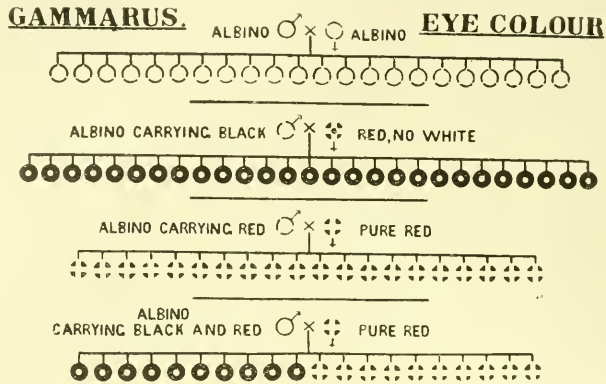 GAMMARUS. EYE COLOUR
ALBINO ♂ × ALBINO
ALBINO CARRYING BLACK ♂ × RED, NO WHITE
ALBINO CARRYING RED ♂ × PURE RED
ALBINO
CARRYING BLACK AND RED ♂ × PURE RED